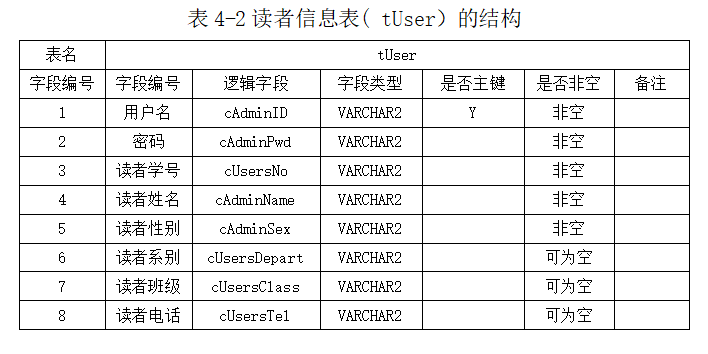 表 4-2 读者信息表( tUser) 的结构
表名 tUser
字段编号 字段编号 逻辑字段 字段类型 是否主键 是否非空 备注
1 用户名 cAdminID VARCHAR2 Y 非空
2 密码 cAdminPwd VARCHAR2 非空
3 读者学号 cUsersNo VARCHAR2 非空
4 读者姓名 cAdminName VARCHAR2 非空
5 读者性别 cAdminSex VARCHAR2 非空
6 读者系别 cUsersDepart VARCHAR2 可为空
7 读者班级 cUsersClass VARCHAR2 可为空
8 读者电话 cUsersTel VARCHAR2 可为空